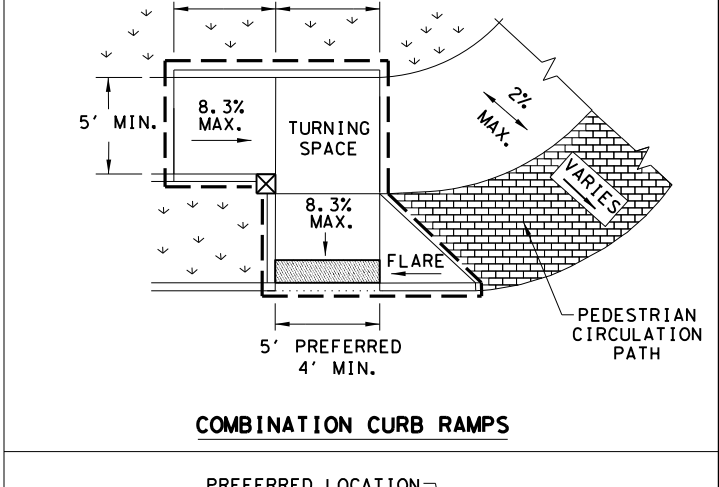 5' MIN.
8.3%
MAX.
TURNING
SPACE
2%
MAX.
VARIES
8.3%
MAX.
FLARE
PEDESTRIAN
CIRCULATION
PATH
5' PREFERRED
4' MIN.
COMBINATION CURB RAMPS
PREFERRED LOCATION